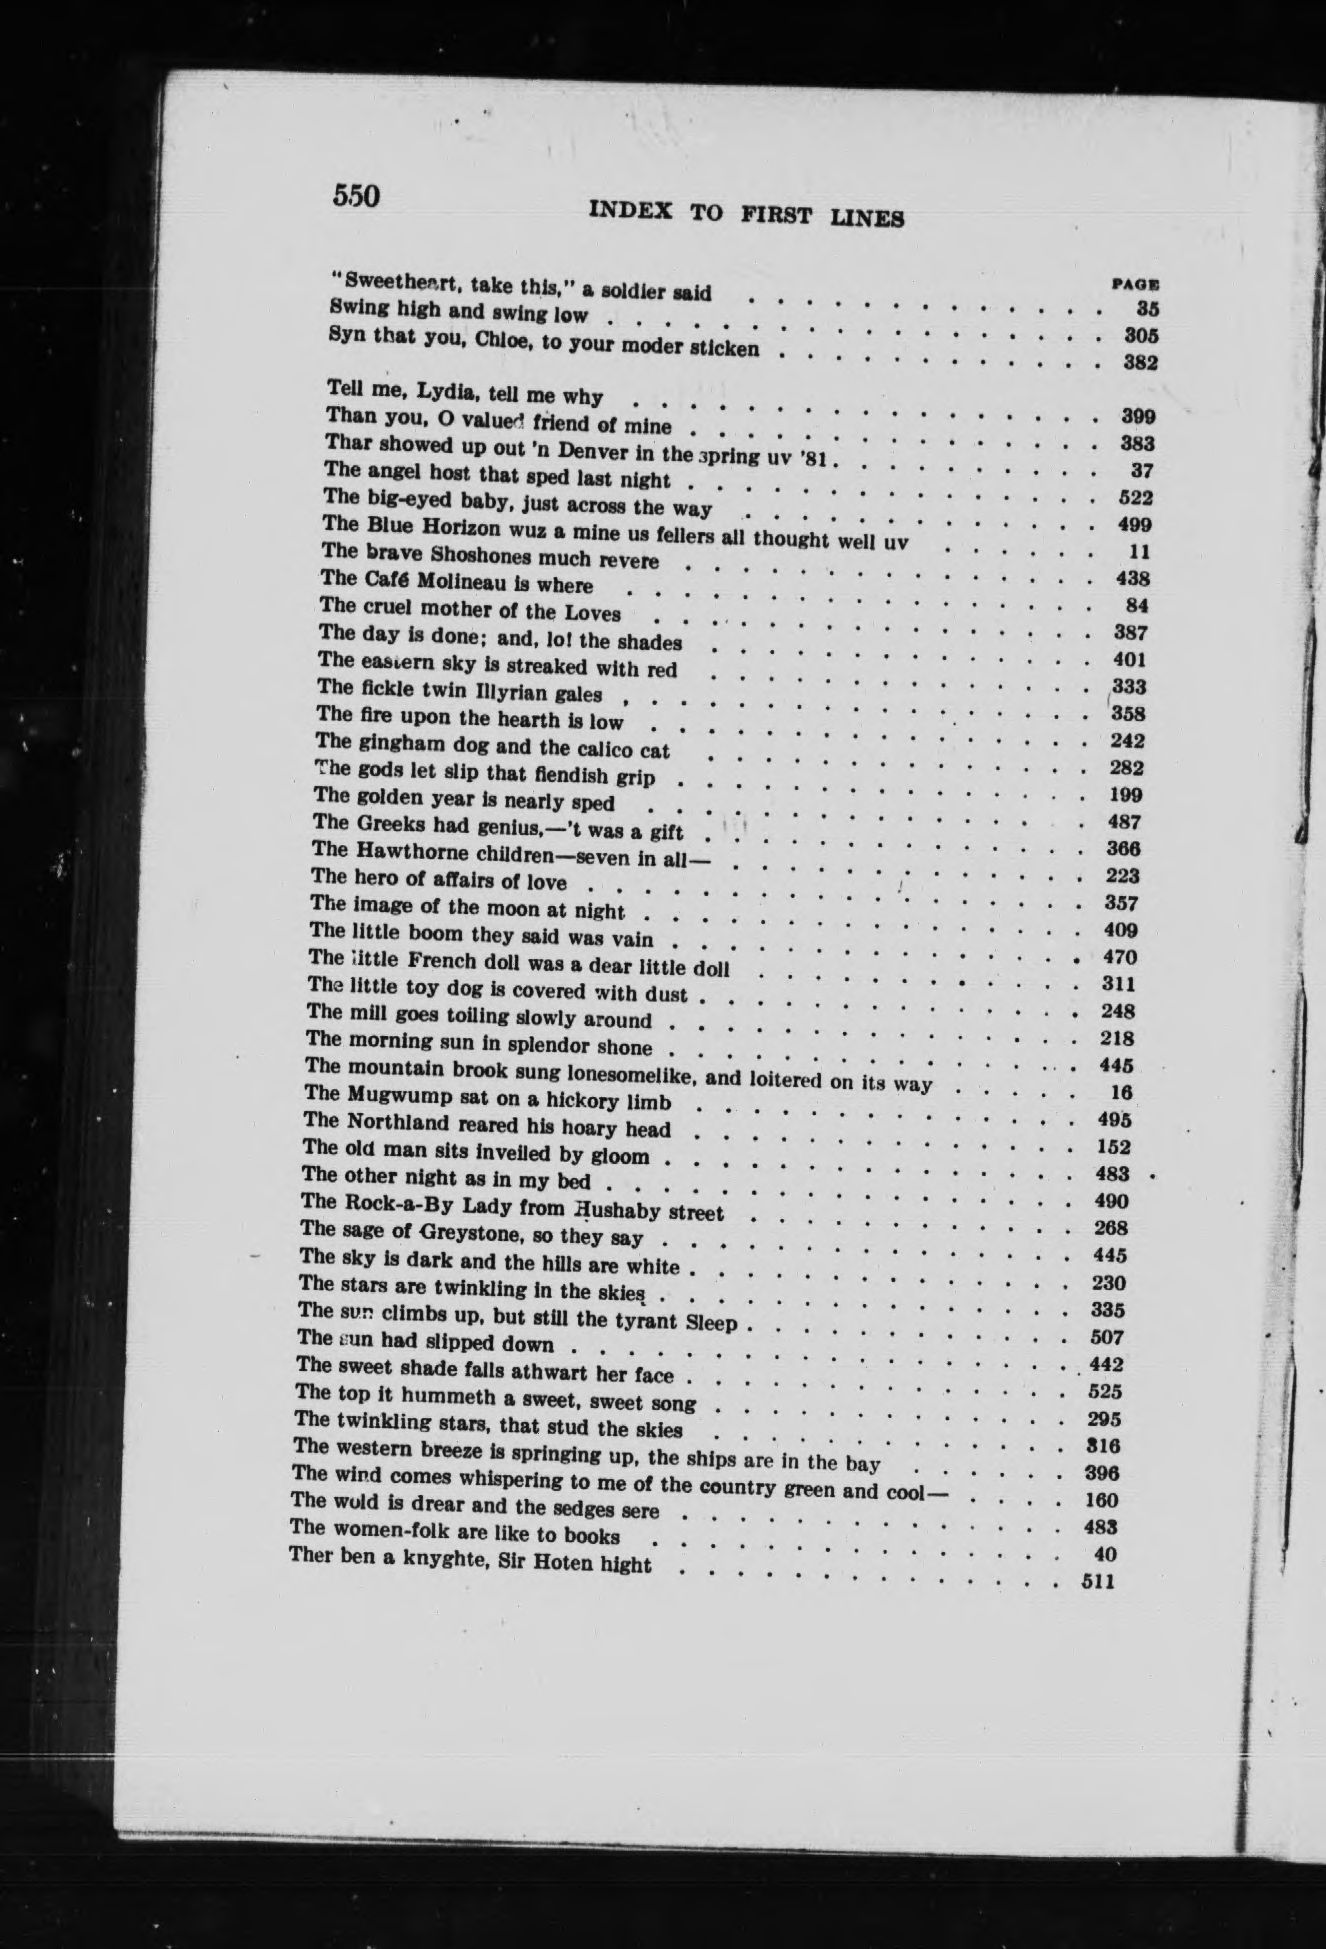 550
INDEX TO FIRST LINES
PAGE
"Sweetheart, take this," a soldier said . . . . . . . . . . . . . 35
Swing high and swing low . . . . . . . . . . . . . . . . . . 305
Syn that you, Chloe, to your moder sticken . . . . . . . . . . . . 382
Tell me, Lydia, tell me why . . . . . . . . . . . . . . . . . 399
Than you, O valued friend of mine . . . . . . . . . . . . . . . 383
Thar showed up out 'n Denver in the spring uv '81 . . . . . . . . . . 37
The angel host that sped last night . . . . . . . . . . . . . . . 522
The big-eyed baby, just across the way . . . . . . . . . . . . . 499
The Blue Horizon wuz a mine us fellers all thought well uv . . . . . . 11
The brave Shoshones much revere . . . . . . . . . . . . . . . 438
The Café Molineau is where . . . . . . . . . . . . . . . . . 84
The cruel mother of the Loves . . . . . . . . . . . . . . . . 387
The day is done; and, lo! the shades . . . . . . . . . . . . . . 401
The eastern sky is streaked with red . . . . . . . . . . . . . . 333
The fickle twin Illyrian gales . . . . . . . . . . . . . . . . . 358
The fire upon the hearth is low . . . . . . . . . . . . . . . . 242
The gingham dog and the calico cat . . . . . . . . . . . . . . 282
The gods let slip that fiendish grip . . . . . . . . . . . . . . . 199
The golden year is nearly sped . . . . . . . . . . . . . . . . 487
The Greeks had genius,—'t was a gift . . . . . . . . . . . . . . 366
The Hawthorne children—seven in all— . . . . . . . . . . . . . 223
The hero of affairs of love . . . . . . . . . . . . . . . . . . 357
The image of the moon at night . . . . . . . . . . . . . . . . 409
The little boom they said was vain . . . . . . . . . . . . . . . 470
The little French doll was a dear little doll . . . . . . . . . . . . 311
The little toy dog is covered with dust . . . . . . . . . . . . . . 248
The mill goes toiling slowly around . . . . . . . . . . . . . . . 218
The morning sun in splendor shone . . . . . . . . . . . . . . . 445
The mountain brook sung lonesomelike, and loitered on its way . . . . . 16
The Mugwump sat on a hickory limb . . . . . . . . . . . . . . 495
The Northland reared his hoary head . . . . . . . . . . . . . . 152
The old man sits inveiled by gloom . . . . . . . . . . . . . . . 483
The other night as in my bed . . . . . . . . . . . . . . . . . 490
The Rock-a-By Lady from Hushaby street . . . . . . . . . . . . 268
The sage of Greystone, so they say . . . . . . . . . . . . . . . 445
The sky is dark and the hills are white . . . . . . . . . . . . . . 230
The stars are twinkling in the skies . . . . . . . . . . . . . . . 335
The sun climbs up, but still the tyrant Sleep . . . . . . . . . . . . 507
The sun had slipped down . . . . . . . . . . . . . . . . . . 442
The sweet shade falls athwart her face . . . . . . . . . . . . . . 525
The top it hummeth a sweet, sweet song . . . . . . . . . . . . . 295
The twinkling stars, that stud the skies . . . . . . . . . . . . . 316
The western breeze is springing up, the ships are in the bay . . . . . . 396
The wind comes whispering to me of the country green and cool— . . . . 160
The wold is drear and the sedges sere . . . . . . . . . . . . . . 483
The women-folk are like to books . . . . . . . . . . . . . . . 40
Ther ben a knyghte, Sir Hoten hight . . . . . . . . . . . . . . 511